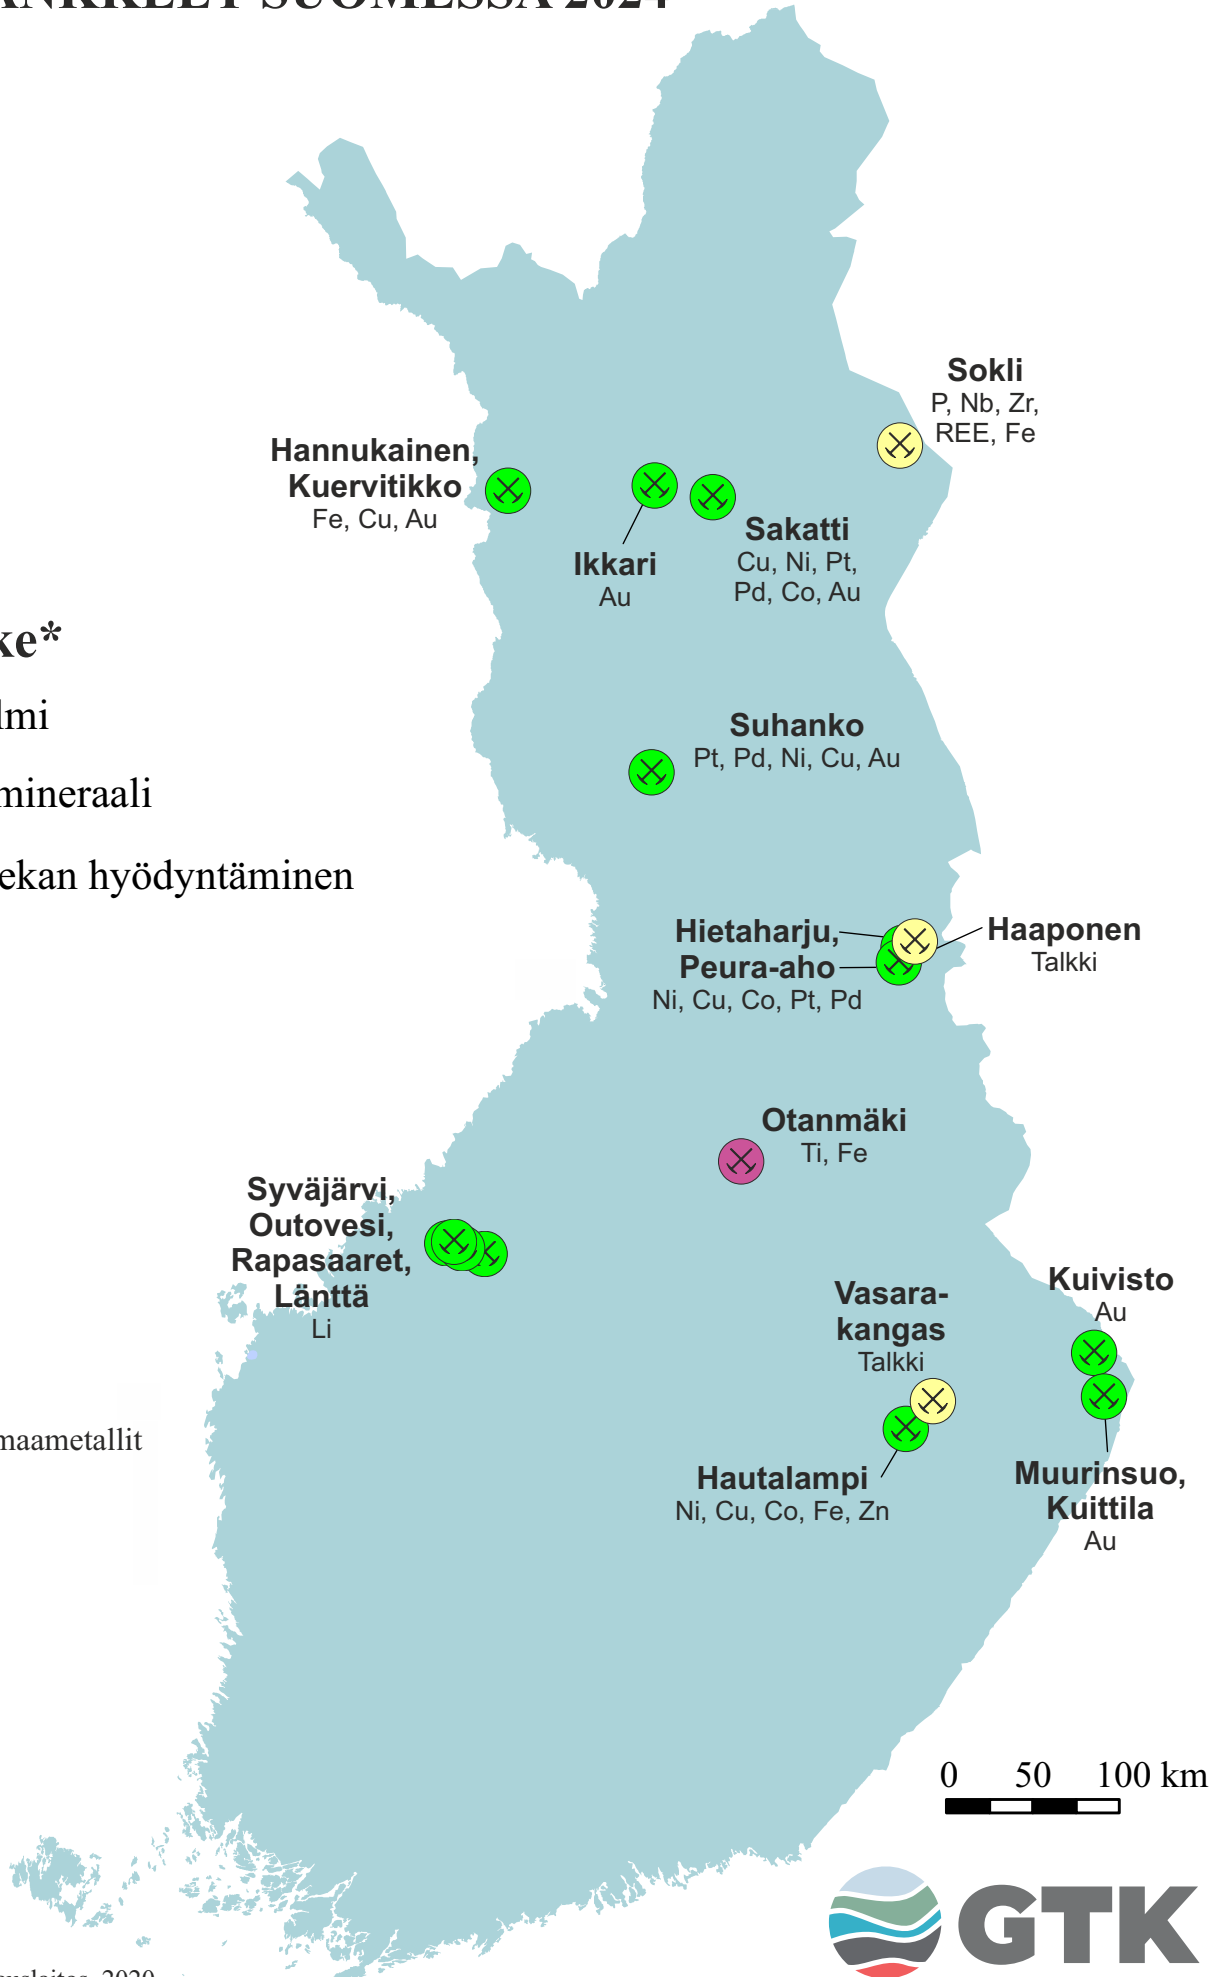 SUOMESSA 2024
Sokli
P, Nb, Zr,
REE, Fe
Hannukainen,
Kuervitikko
Fe, Cu, Au
Ikkari
Au
Sakatti
Cu, Ni, Pt,
Pd, Co, Au
ke*
lmi
mineraali
ekan hyödyntäminen
Suhanko
Pt, Pd, Ni, Cu, Au
Hietaharju,
Peura-aho
Ni, Cu, Co, Pt, Pd
Haaponen
Talkki
Otanmäki
Ti, Fe
Syväjärvi,
Outovesi,
Rapasaaret,
Länttä
Li
Vasara-
kangas
Talkki
Kuivisto
Au
maametallit
Hautalampi
Ni, Cu, Co, Fe, Zn
Muurinsuo,
Kuittila
Au
0 50 100 km
GTK